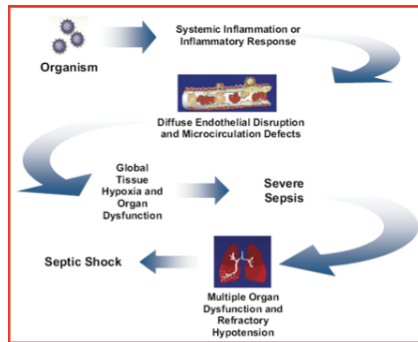 Systemic Inflammation or
Inflammatory Response
Organism
Diffuse Endothelial Disruption
and Microcirculation Defects
Global
Tissue
Hypoxia and
Organ
Dysfunction
Severe
Sepsis
Septic Shock
Multiple Organ
Dysfunction and
Refractory
Hypotension